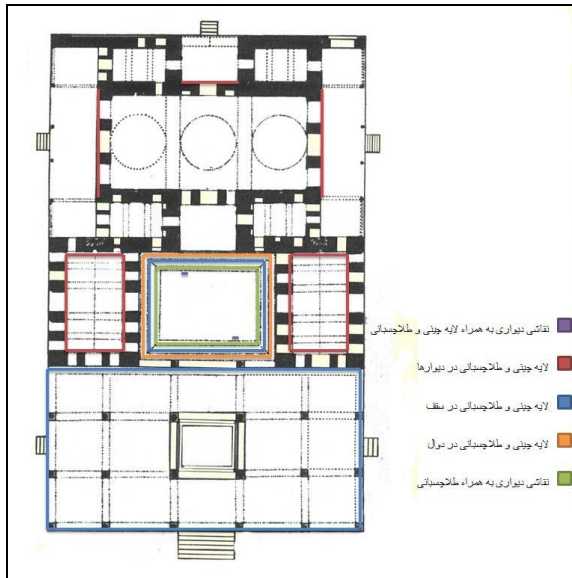 نقاشی دیواری به همراه لایه چینی و طلاچسبانی
لایه چینی و طلاچسبانی در دیوارها
لایه چینی و طلاچسبانی در سقف
لایه چینی و طلاچسبانی در دوال
نقاشی دیواری به همراه طلاچسبانی